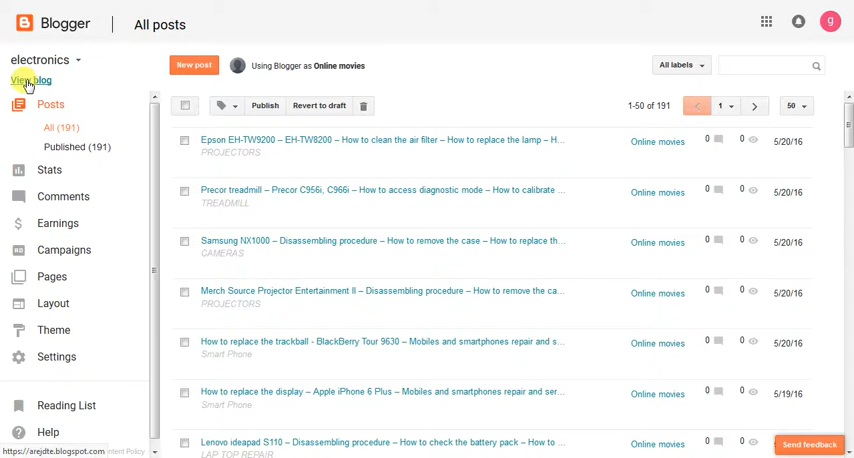 Blogger
All posts
g
electronics
View blog
New post
Using Blogger as Online movies
All labels
Posts
All (191)
Published (191)
Stats
Comments
Earnings
Campaigns
Pages
Layout
Theme
Settings
Reading List
Help
https://arejdte.blogspot.com
ntent Policy
Publish
Revert to draft
1-50 of 191
1
50
Epson EH-TW9200 – EH-TW8200 – How to clean the air filter – How to replace the lamp – H...
PROJECTORS
Online movies
0
0
5/20/16
Precor treadmill – Precor C956i, C966i – How to access diagnostic mode – How to calibrate ...
TREADMILL
Online movies
0
0
5/20/16
Samsung NX1000 – Disassembling procedure – How to remove the case – How to replace th...
CAMERAS
Online movies
0
0
5/20/16
Merch Source Projector Entertainment II – Disassembling procedure – How to remove the ca...
PROJECTORS
Online movies
0
0
5/20/16
How to replace the trackball - BlackBerry Tour 9630 – Mobiles and smartphones repair and s...
Smart Phone
Online movies
0
0
5/20/16
How to replace the display – Apple iPhone 6 Plus – Mobiles and smartphones repair and ser...
Smart Phone
Online movies
0
0
5/19/16
Lenovo ideapad S110 – Disassembling procedure – How to check the battery pack – How to ...
LAP TOP REPAIR
Online movies
0
0
Send feedback